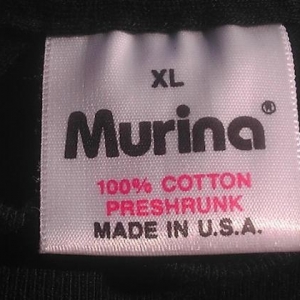 XL
Murina®
100% COTTON
PRESHRUNK
MADE IN U.S.A.